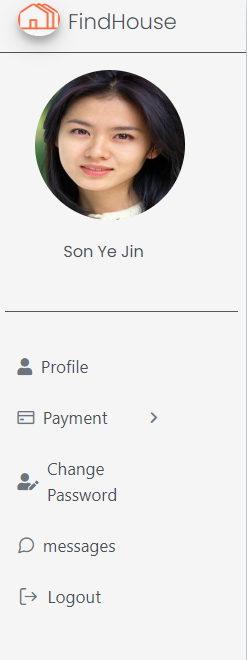 FindHouse
Son Ye Jin
Profile
Payment
Change
Password
messages
Logout